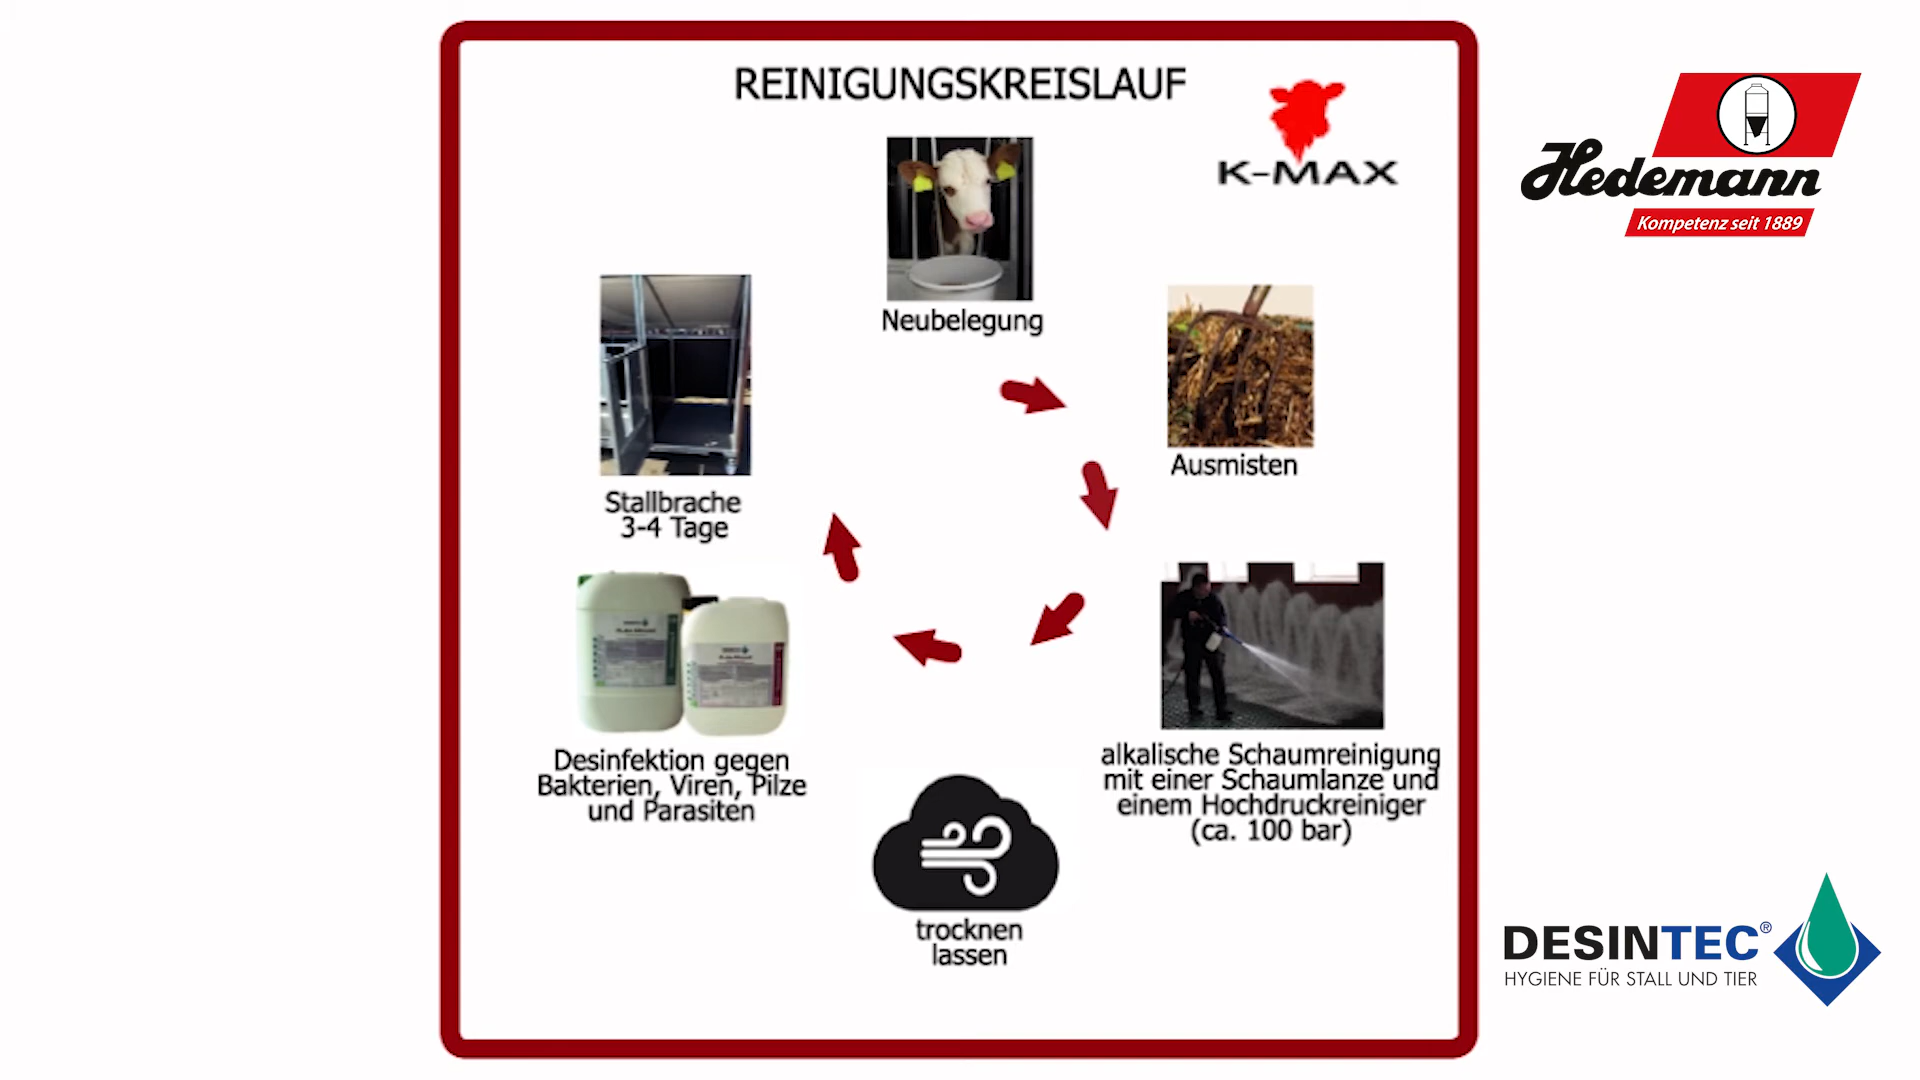 REINIGUNGSKREISLAUF
K-MAX
Hedemann
Kompetenz seit 1889
Neubelegung
Ausmisten
Stallbrache
3-4 Tage
Desinfektion gegen
Bakterien, Viren, Pilze
und Parasiten
alkalische Schaumreinigung
mit einer Schaumlanze und
einem Hochdruckreiniger
(ca. 100 bar)
trocknen
lassen
DESINTEC®
HYGIENE FÜR STALL UND TIER